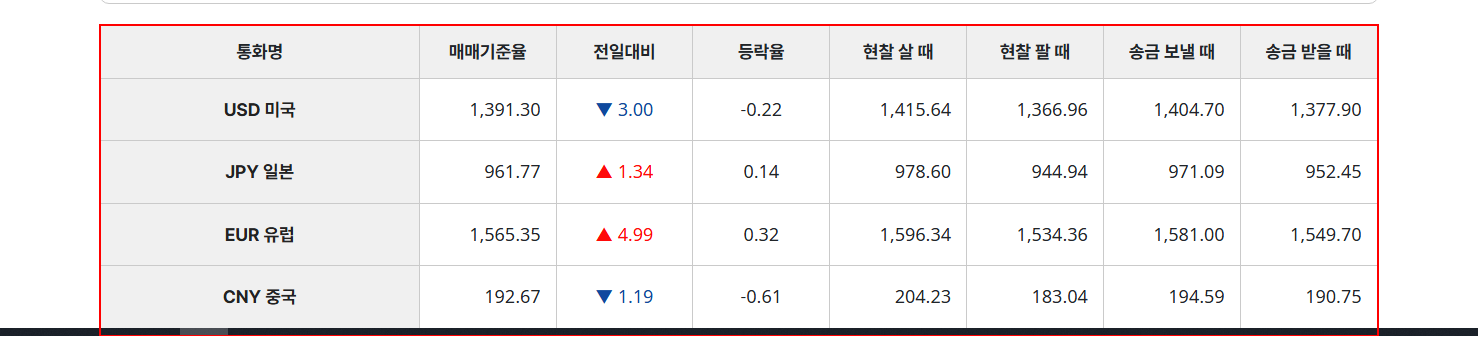 통화명 매매기준율 전일대비 등락율 현찰 살 때 현찰 팔 때 송금 보낼 때 송금 받을 때
USD 미국 1,391.30 ▼ 3.00 -0.22 1,415.64 1,366.96 1,404.70 1,377.90
JPY 일본 961.77 ▲ 1.34 0.14 978.60 944.94 971.09 952.45
EUR 유럽 1,565.35 ▲ 4.99 0.32 1,596.34 1,534.36 1,581.00 1,549.70
CNY 중국 192.67 ▼ 1.19 -0.61 204.23 183.04 194.59 190.75